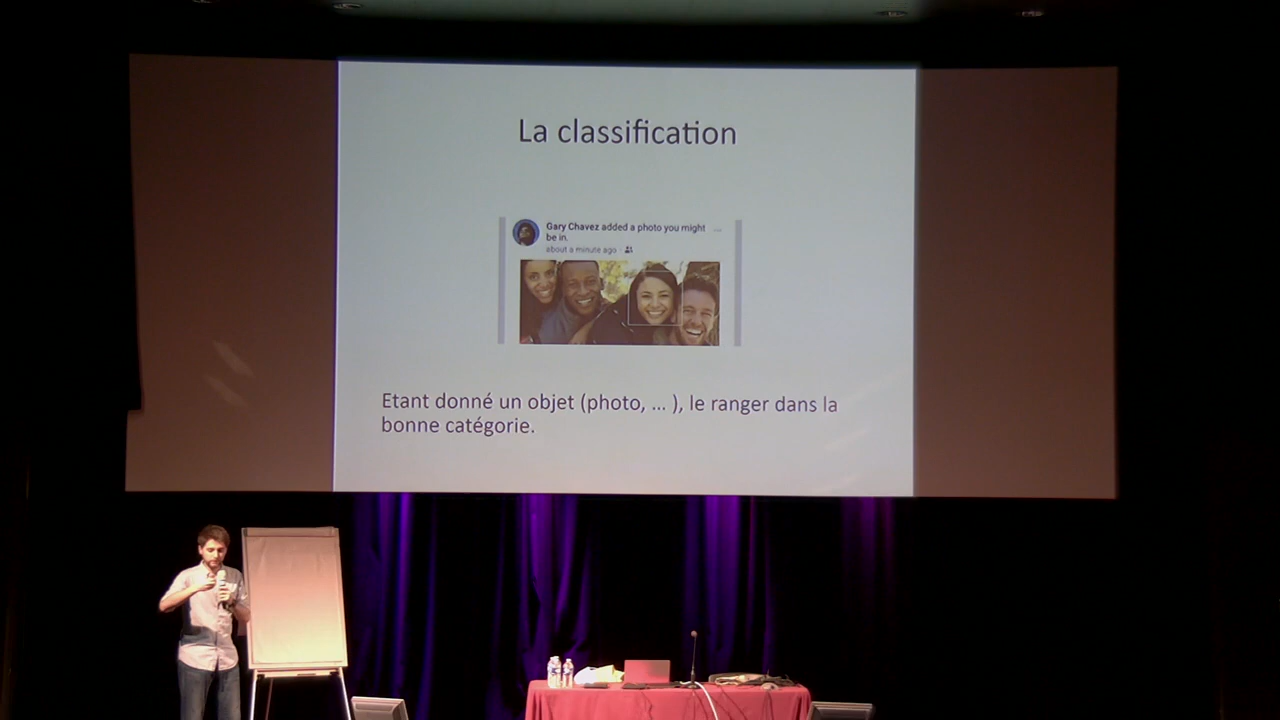 La classification
Gary Chavez added a photo you might
be in.
about a minute ago
Etant donné un objet (photo, ... ), le ranger dans la
bonne catégorie.